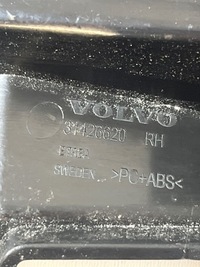 VOLVO
31426620 RH
SWEDEN >PC+ABS<